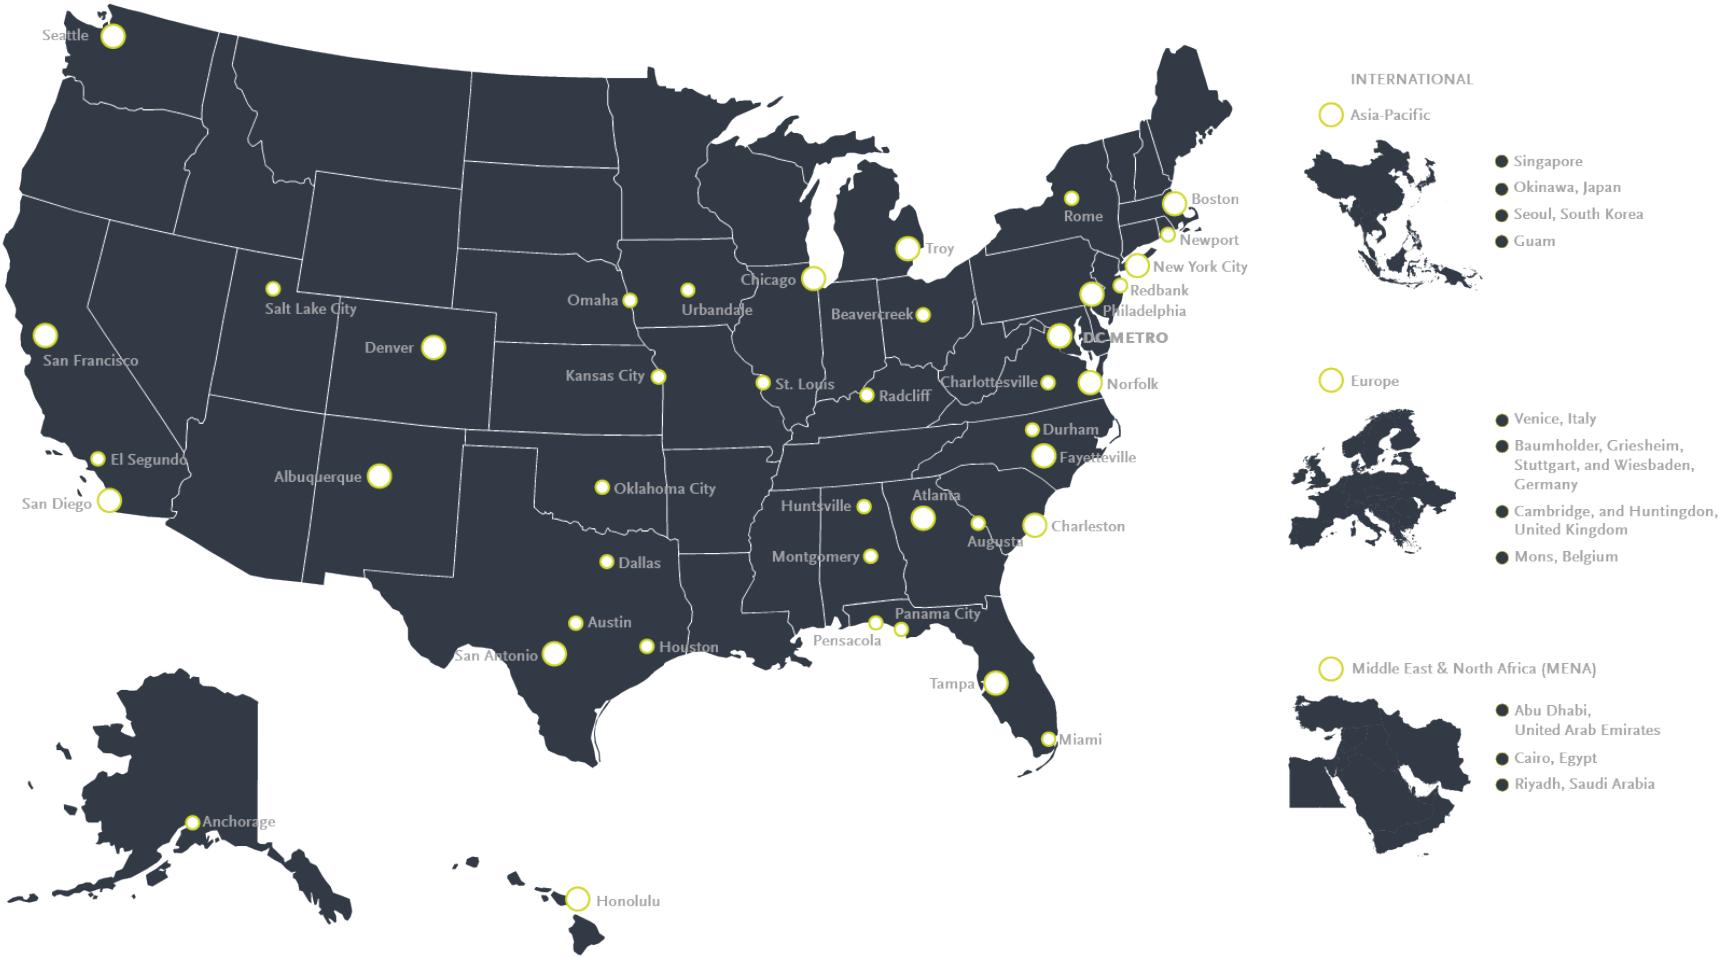 Seattle
Boston
Rome
Newport
Troy
New York City
Chicago
Redbank
Omaha
Salt Lake City
Urbandale
Beavercreek
Philadelphia
DC METRO
San Francisco
Denver
Kansas City
St. Louis
Charlottesville
Norfolk
Radcliff
Durham
Fayetteville
El Segundo
Albuquerque
Oklahoma City
Atlanta
San Diego
Huntsville
Charleston
Augusta
Montgomery
Dallas
Panama City
Austin
Pensacola
Houston
San Antonio
Tampa
Miami
Anchorage
Honolulu
INTERNATIONAL
Asia-Pacific
Singapore
Okinawa, Japan
Seoul, South Korea
Guam
Europe
Venice, Italy
Baumholder, Griesheim,
Stuttgart, and Wiesbaden,
Germany
Cambridge, and Huntingdon,
United Kingdom
Mons, Belgium
Middle East & North Africa (MENA)
Abu Dhabi,
United Arab Emirates
Cairo, Egypt
Riyadh, Saudi Arabia